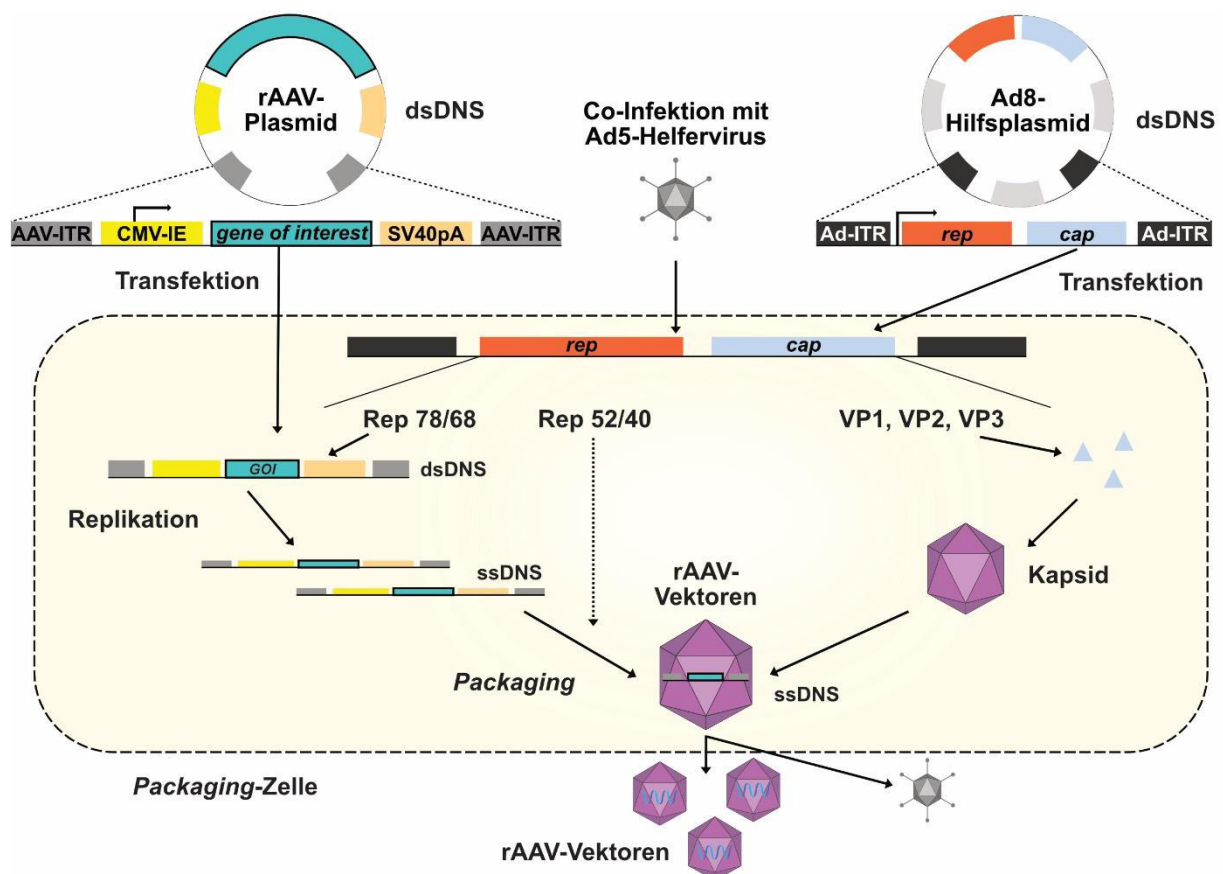 rAAV-
Plasmid
dsDNS
Co-Infektion mit
Ad5-Helfervirus
Ad8-
Hilfsplasmid
dsDNS
AAV-ITR CMV-IE gene of interest SV40pA AAV-ITR
Ad-ITR rep cap Ad-ITR
Transfektion
Transfektion
rep cap
Rep 78/68
Rep 52/40
VP1, VP2, VP3
GOI
dsDNS
Replikation
ssDNS
rAAV-
Vektoren
Kapsid
Packaging
ssDNS
Packaging-Zelle
rAAV-Vektoren